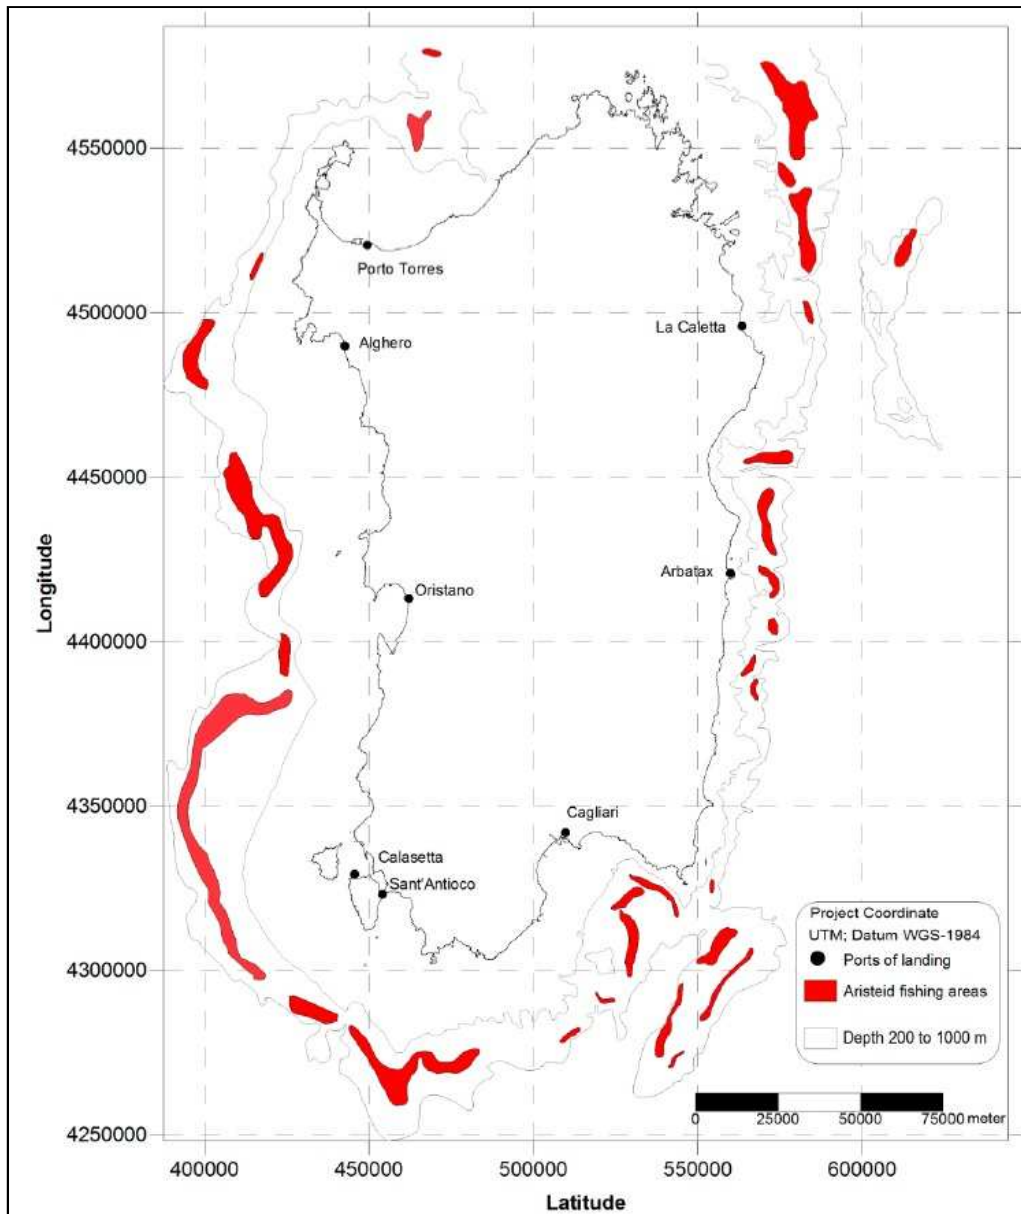 4550000
Porto Torres
4500000
La Caletta
Alghero
4450000
Longitude
Arbatax
Oristano
4400000
4350000
Cagliari
Calasetta
Sant'Antioco
Project Coordinate
UTM; Datum WGS-1984
Ports of landing
4300000
Aristeid fishing areas
Depth 200 to 1000 m
0 25000 50000 75000 meter
4250000
400000 450000 500000 550000 600000
Latitude